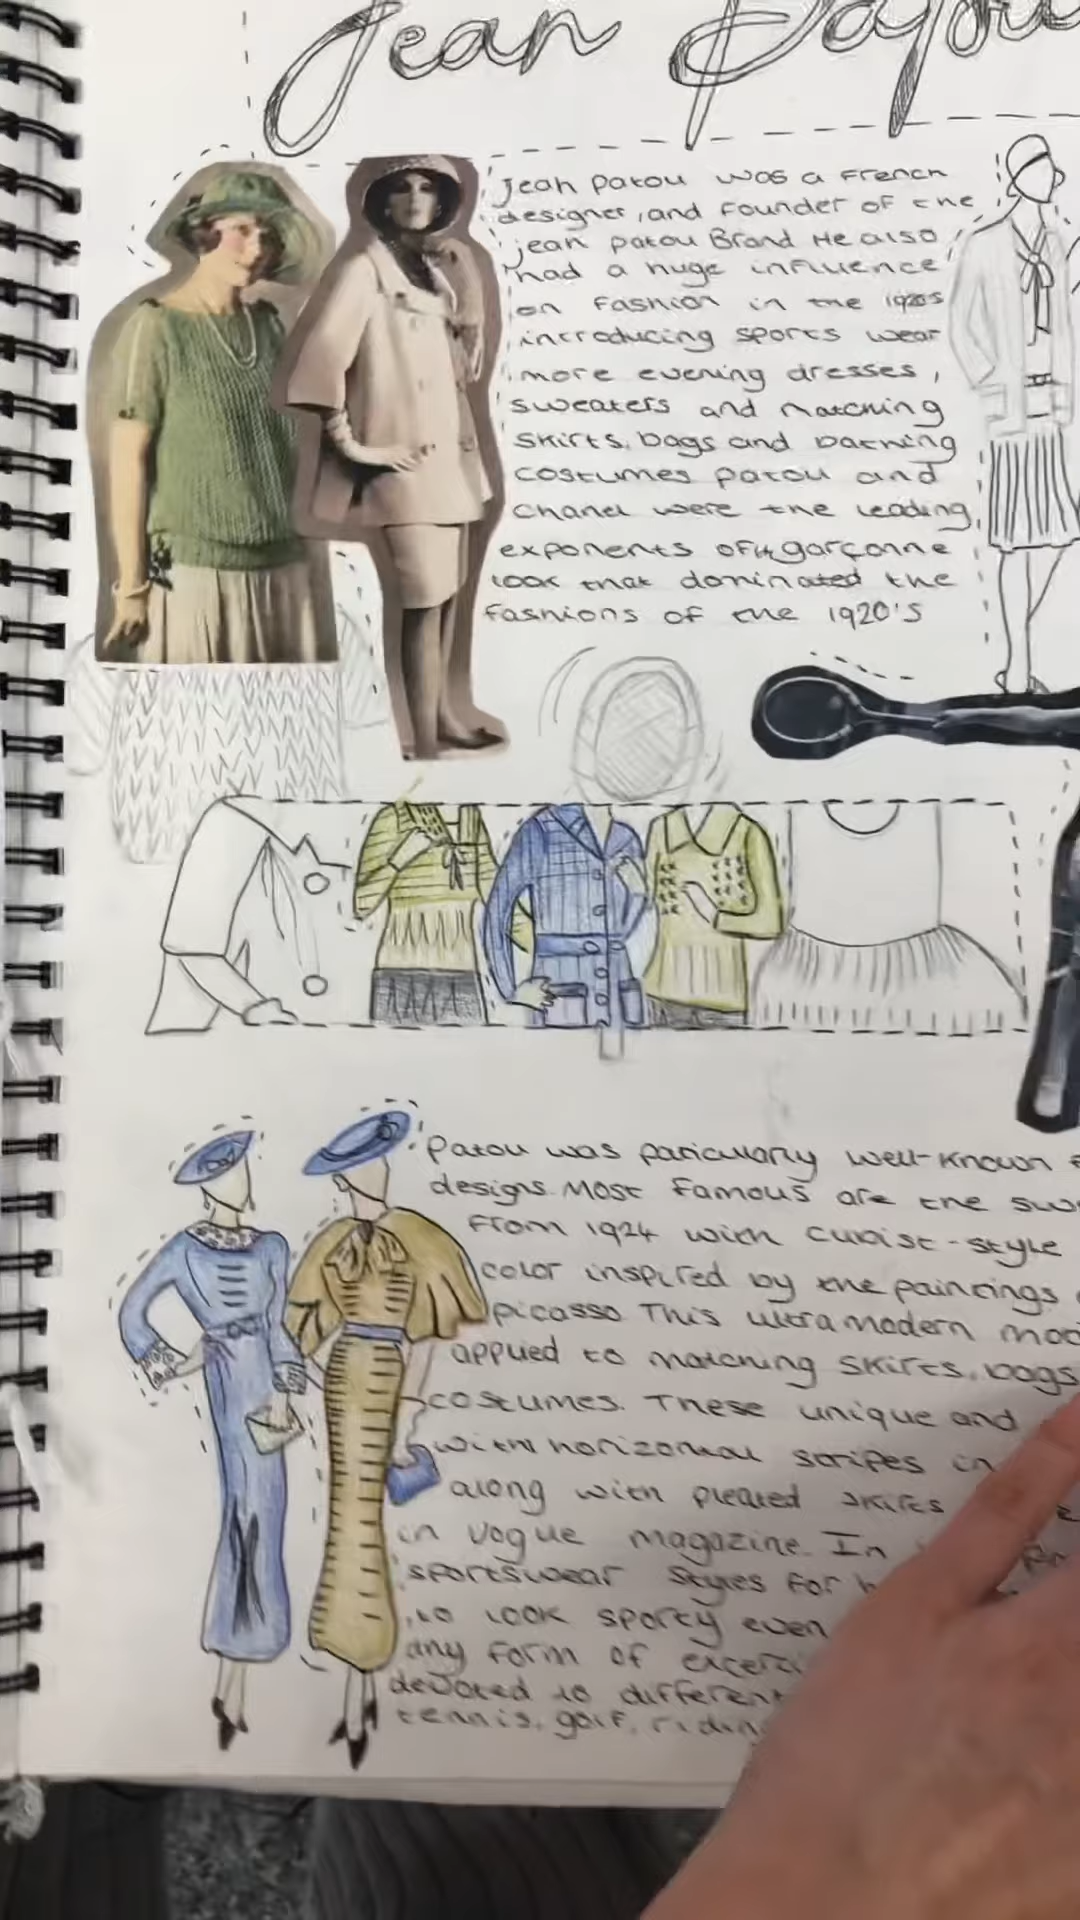 Jean Patou
Jean Patou was a French
designer, and founder of the
Jean Patou Brand He also
had a huge influence
on fashion in the 1920s
introducing sports wear
more evening dresses,
sweaters and matching
skirts, bags and bathing
costumes Patou and
Chanel were the leading
exponents of garçonne
look that dominated the
fashions of the 1920's
Patou was particularly well-known
designs. Most famous are the
from 1924 with cubist-style
color inspired by the paintings
picasso This ultra modern
applied to matching skirts, bags
costumes. These unique and
with horizontal stripes in
along with pleated skirts
in Vogue magazine. In
sportswear styles for
to look sporty even
any form of
devoted to different
tennis, golf, riding